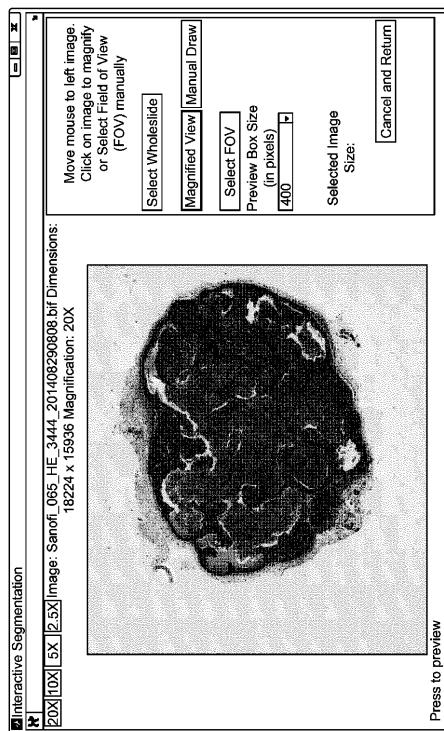 Interactive Segmentation
20X 10X 5X 2.5X Image: Sanofi_065_HE_3444_201408290808.bif Dimensions:
18224 x 15936 Magnification: 20X
Move mouse to left image.
Click on image to magnify
or Select Field of View
(FOV) manually
Select Wholeslide
Magnified View Manual Draw
Select FOV
Preview Box Size
(in pixels)
400
Selected Image
Size:
Cancel and Return
Press to preview